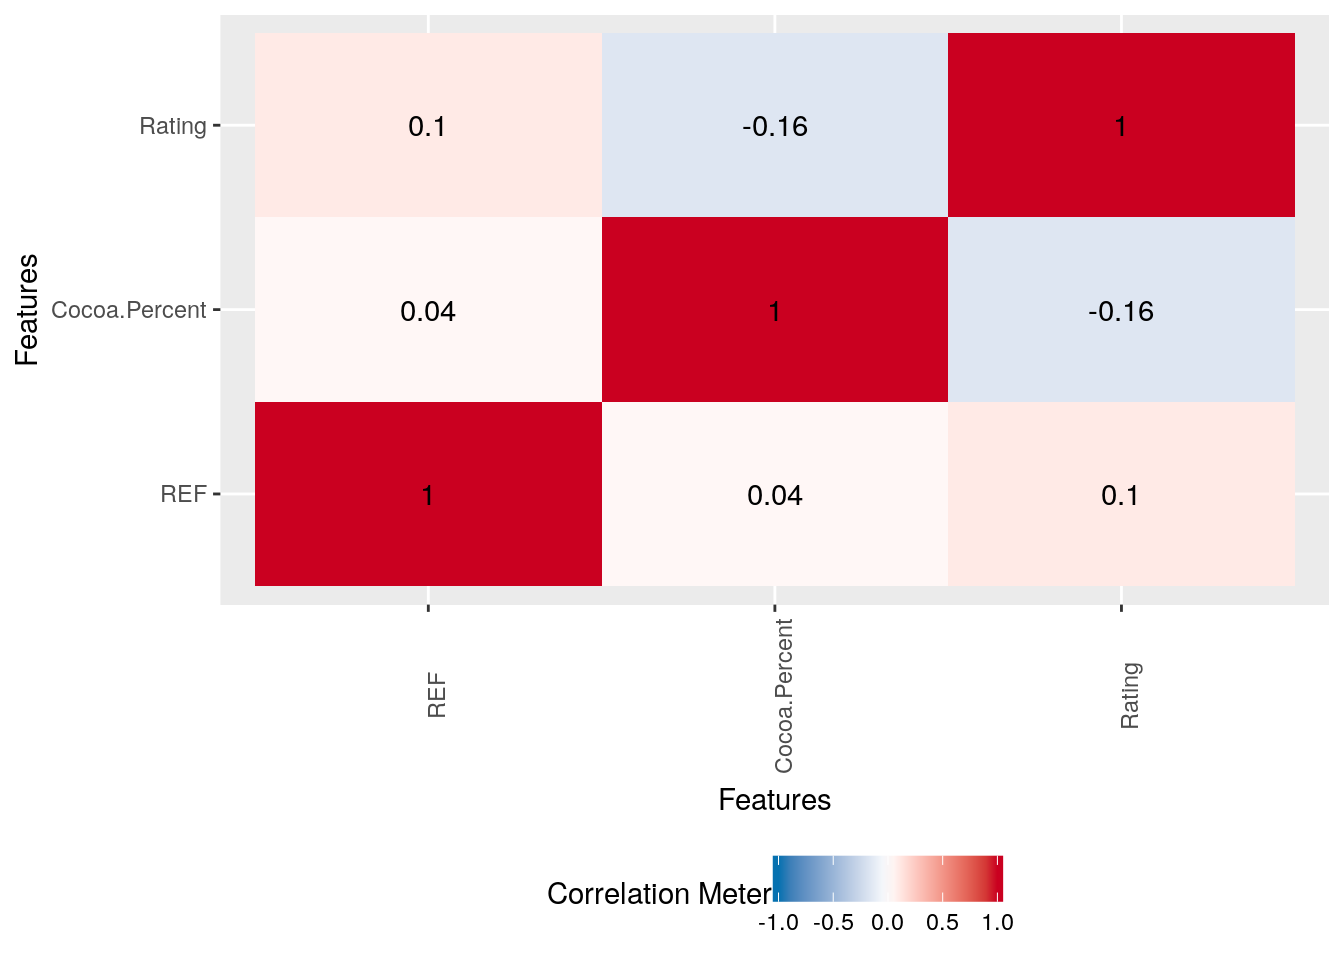 Features
Rating
0.1
-0.16
1
Cocoa.Percent
0.04
1
-0.16
REF
1
0.04
0.1
REF
Cocoa.Percent
Rating
Features
Correlation Meter
-1.0 -0.5 0.0 0.5 1.0